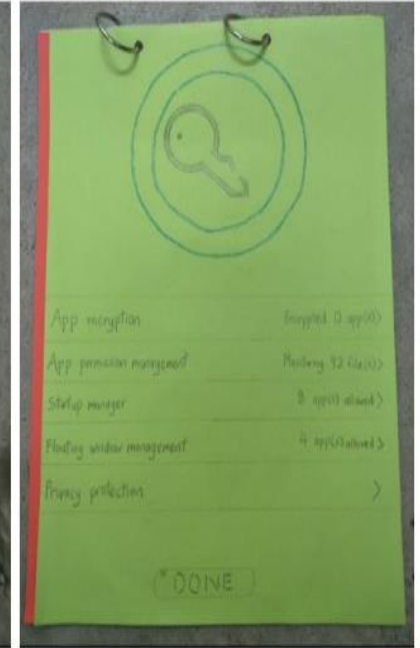 App encryption Encrypted 0 app(s)>
App permission management Monitoring 42 file(s)>
Startup manager 8 app(s) allowed >
Floating window management 4 app(s) allowed >
Privacy protection >
DONE